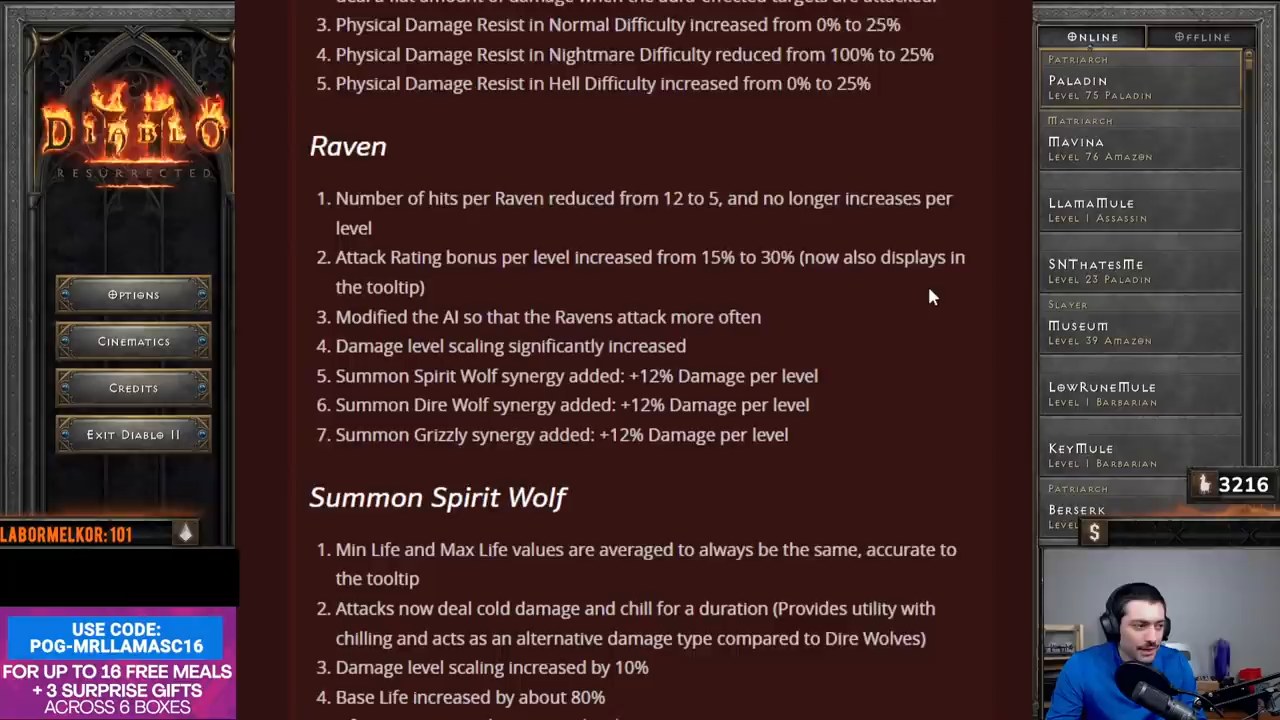 DIABLO
II
RESURRECTED
OPTIONS
CINEMATICS
CREDITS
EXIT DIABLO II
LABORMELKOR: 101
USE CODE:
POG-MRLLAMASC16
FOR UP TO 16 FREE MEALS
+ 3 SURPRISE GIFTS
ACROSS 6 BOXES
3. Physical Damage Resist in Normal Difficulty increased from 0% to 25%
4. Physical Damage Resist in Nightmare Difficulty reduced from 100% to 25%
5. Physical Damage Resist in Hell Difficulty increased from 0% to 25%
Raven
1. Number of hits per Raven reduced from 12 to 5, and no longer increases per
level
2. Attack Rating bonus per level increased from 15% to 30% (now also displays in
the tooltip)
3. Modified the AI so that the Ravens attack more often
4. Damage level scaling significantly increased
5. Summon Spirit Wolf synergy added: +12% Damage per level
6. Summon Dire Wolf synergy added: +12% Damage per level
7. Summon Grizzly synergy added: +12% Damage per level
Summon Spirit Wolf
1. Min Life and Max Life values are averaged to always be the same, accurate to
the tooltip
2. Attacks now deal cold damage and chill for a duration (Provides utility with
chilling and acts as an alternative damage type compared to Dire Wolves)
3. Damage level scaling increased by 10%
4. Base Life increased by about 80%
ONLINE
OFFLINE
PATRIARCH
PALADIN
LEVEL 75 PALADIN
MATRIARCH
MAVINA
LEVEL 76 AMAZON
LLAMAMULE
LEVEL 1 ASSASSIN
SNTHATESME
LEVEL 23 PALADIN
SLAYER
MUSEUM
LEVEL 39 AMAZON
LOWRUNEMULE
LEVEL 1 BARBARIAN
KEYMULE
LEVEL 1 BARBARIAN
PATRIARCH
BERSERK
3216
$